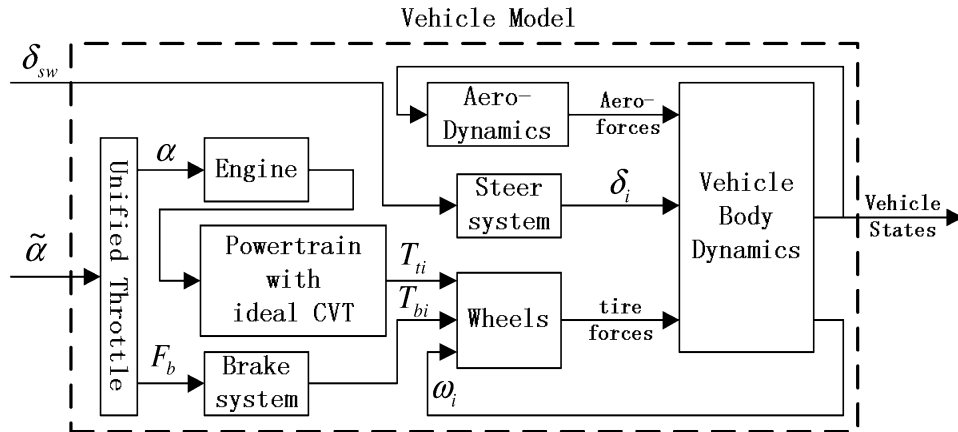 Vehicle Model
δsw
Aero-
Dynamics
Aero-
forces
α
Engine
Unified Throttle
Steer
system
δi
Vehicle
Body
Dynamics
Vehicle
States
α̃
Powertrain
with
ideal CVT
Tti
Tbi
Wheels
tire
forces
Fb
Brake
system
ωi